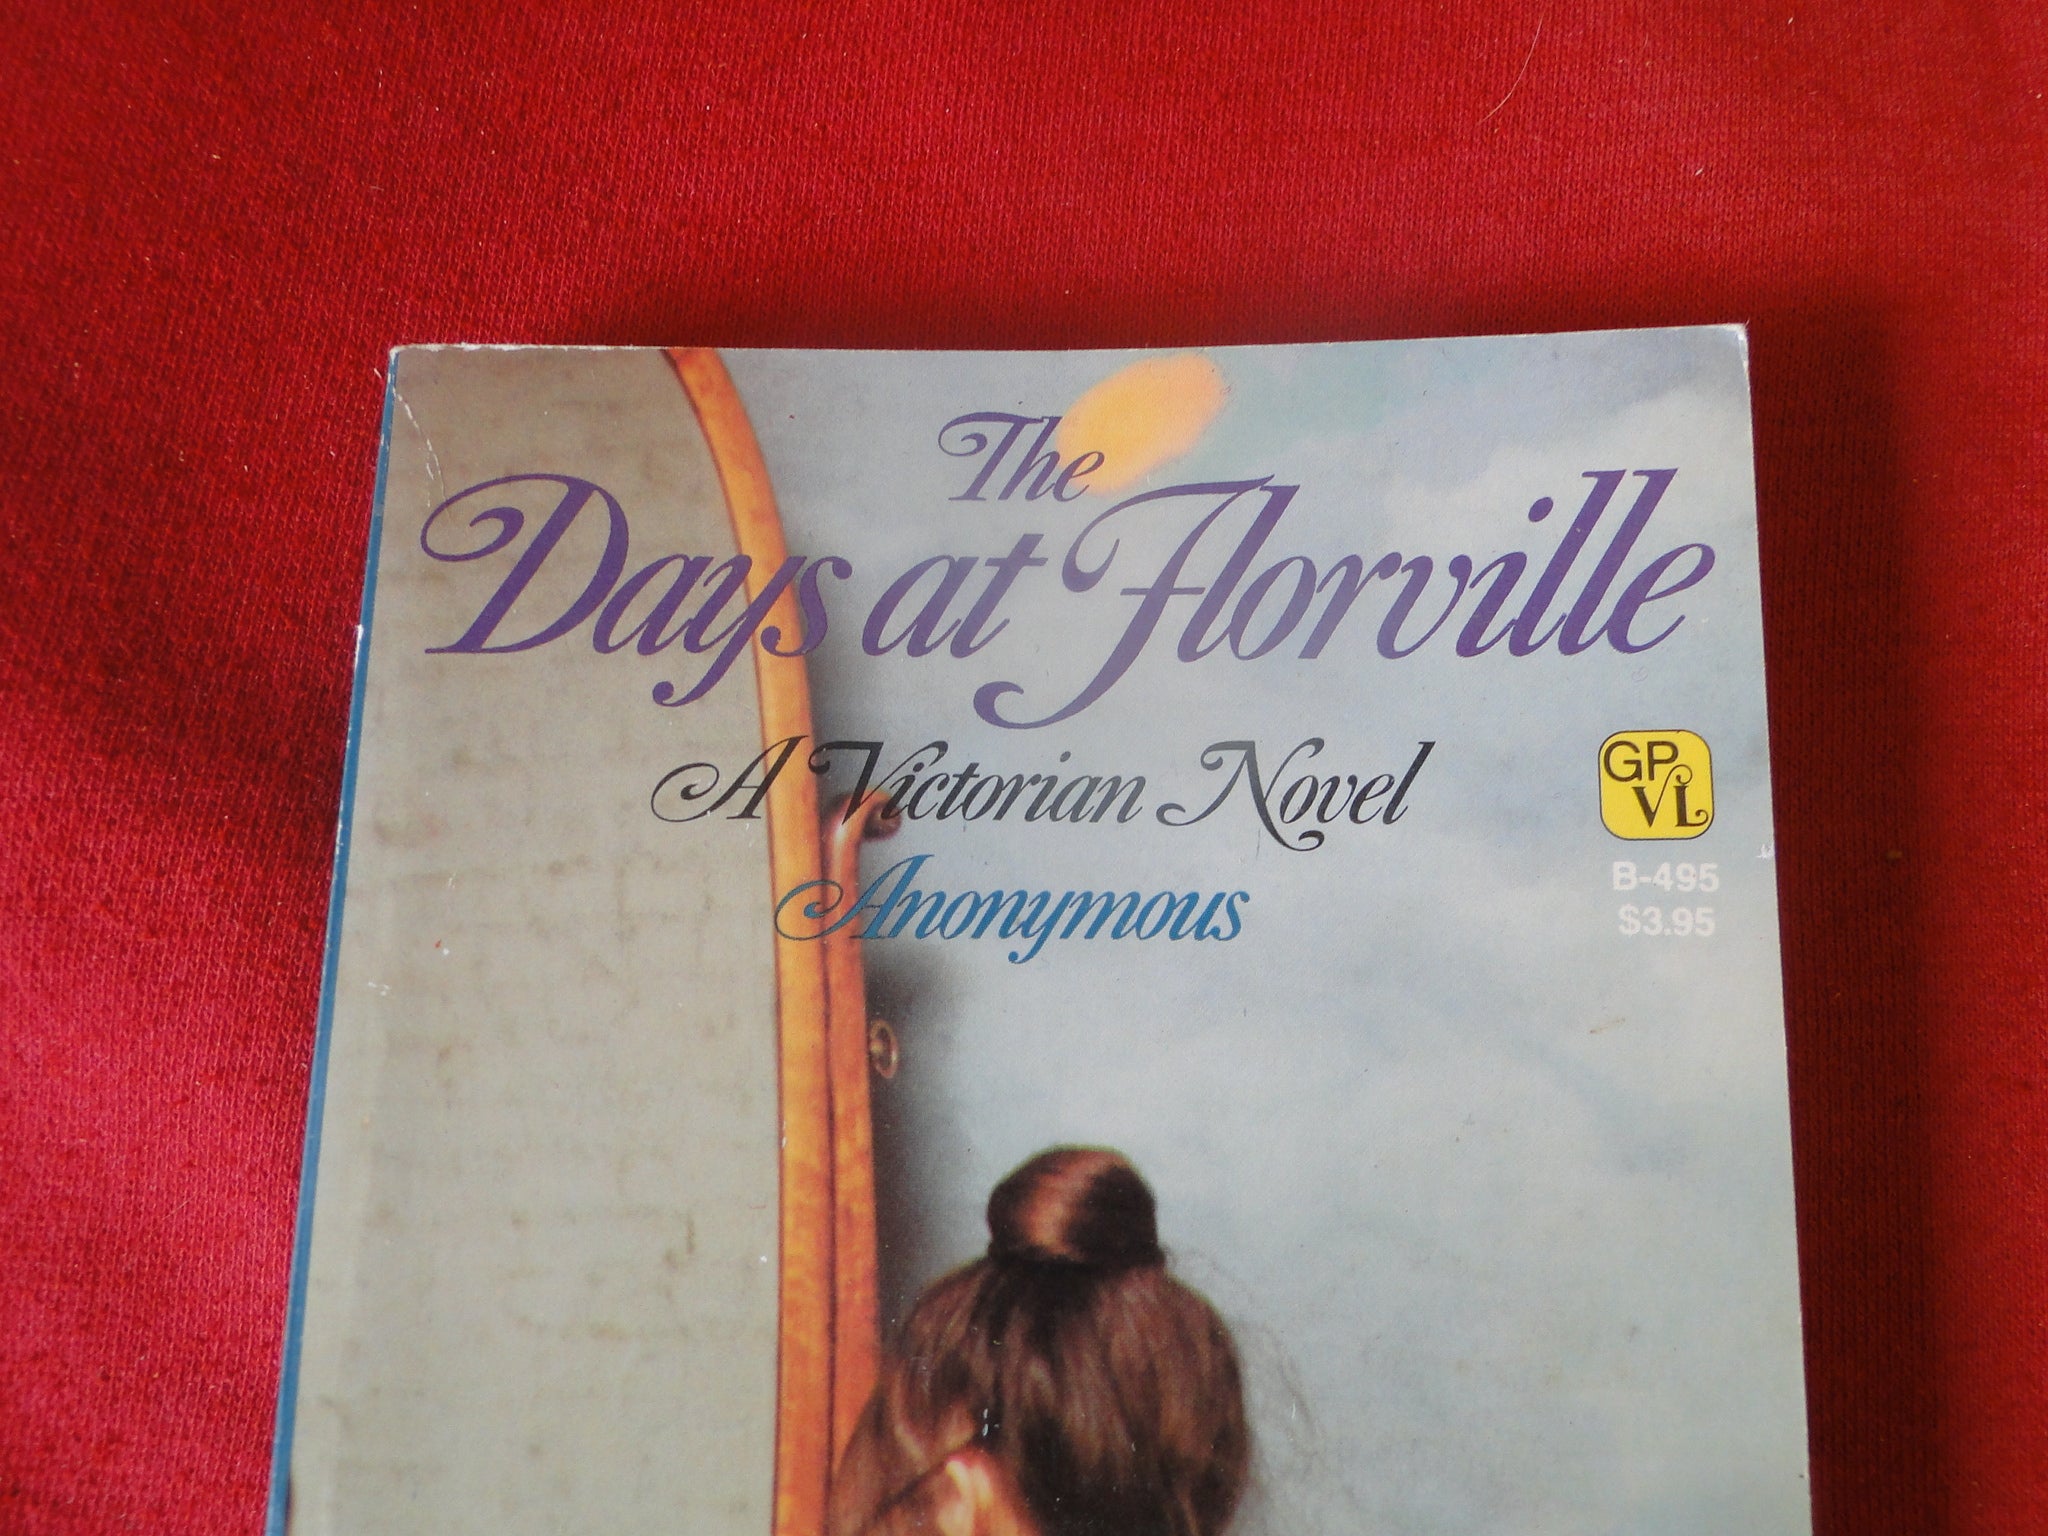 The
Days at Florville
A Victorian Novel
Anonymous
GP
VL
B-495
$3.95